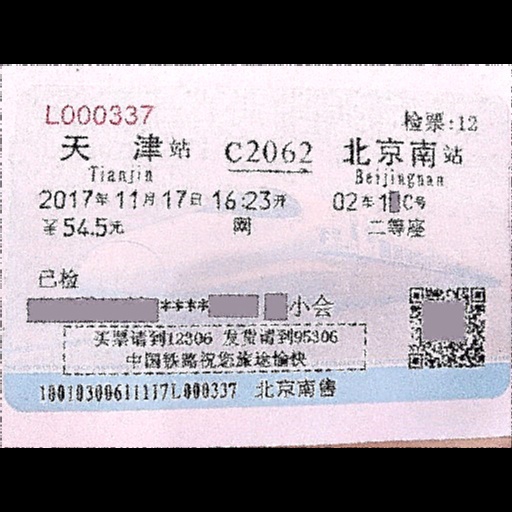 L000337 检票:12
天津站 C2062 北京南站
Tianjin Beijingnan
2017年11月17日 16:23开 02车1 C号
¥54.5元 网 二等座
已检
**** 小会
买票请到12306 发货请到95306
中国铁路祝您旅途愉快
10010300611117L000337 北京南售